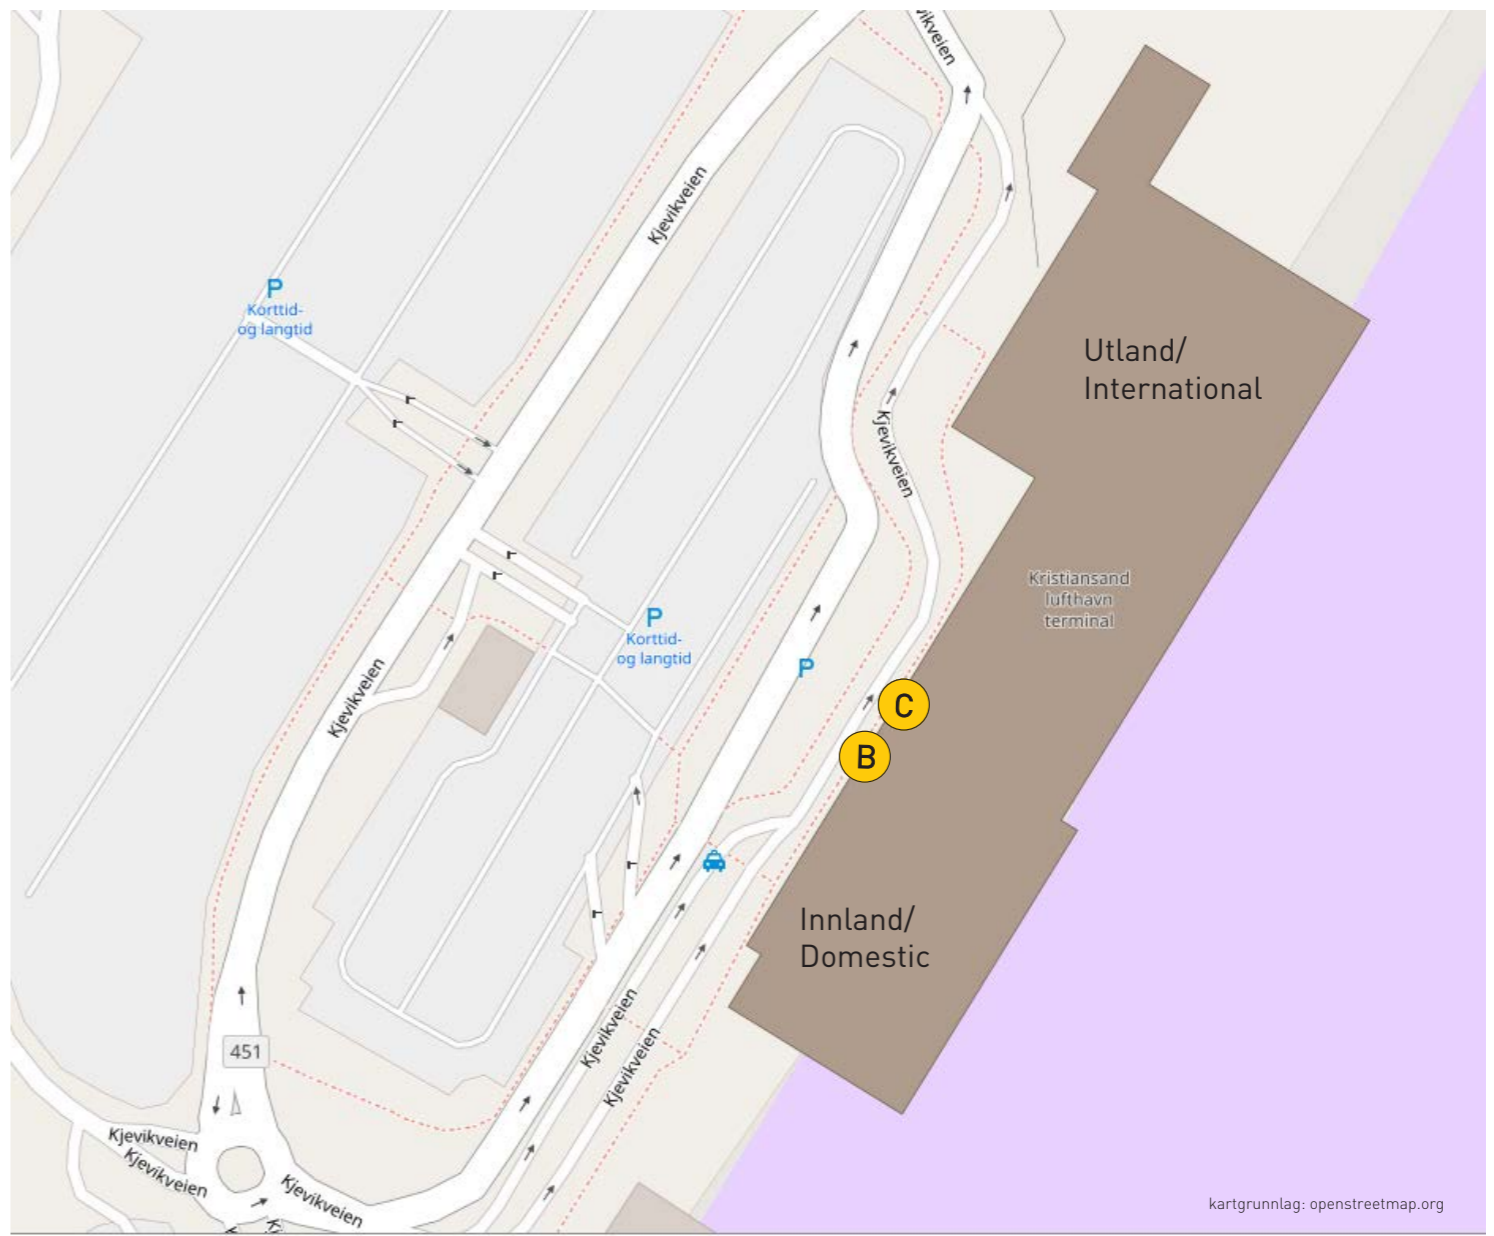 Kjevikveien
Kjevikveien
P
Korttid-
og langtid
Utland/
International
Kjevikveien
Kristiansand
lufthavn
terminal
P
Korttid-
og langtid
P
Kjevikveien
C
B
Innland/
Domestic
Kjevikveien
Kjevikveien
451
Kjevikveien
Kjevikveien
Kjevikveien
kartgrunnlag: openstreetmap.org